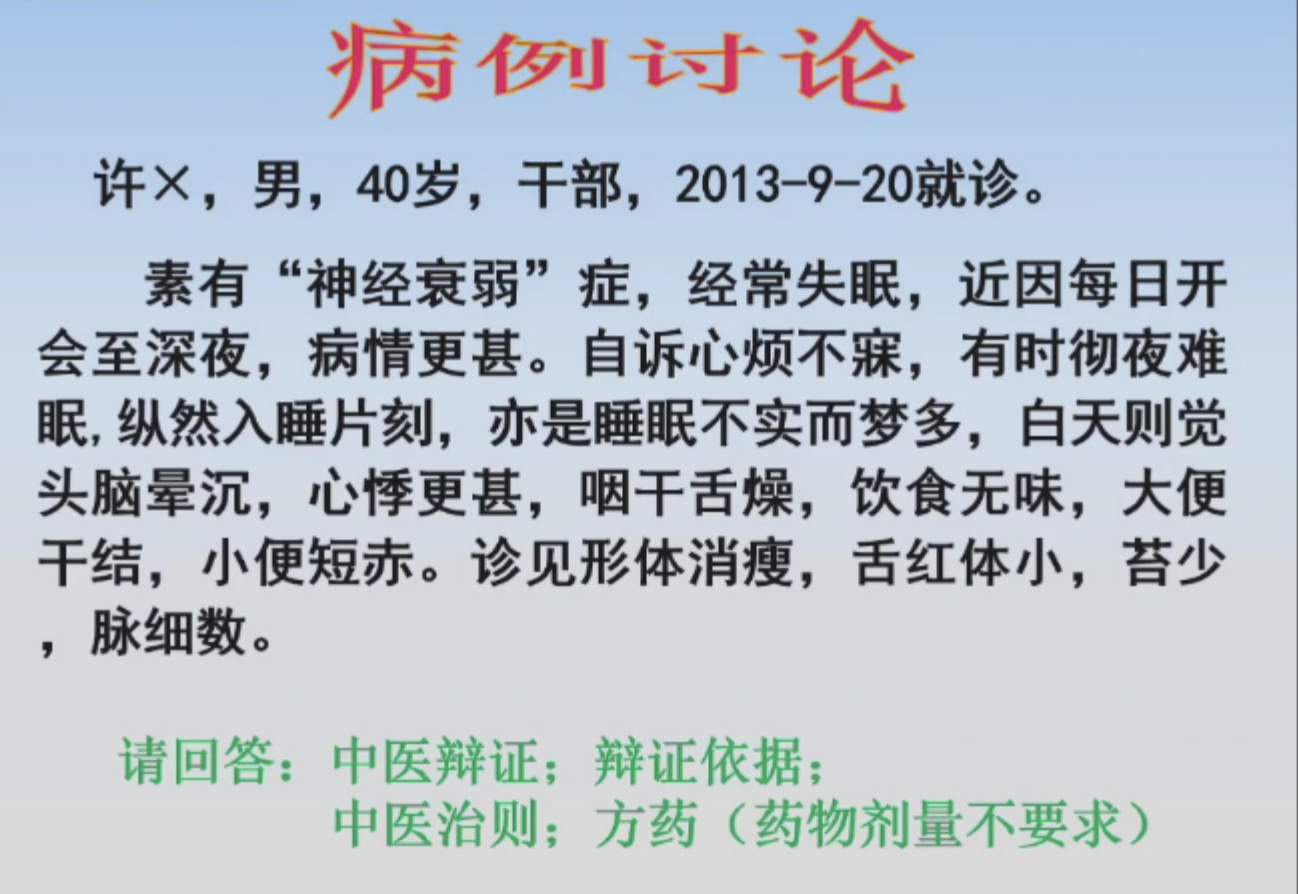 病例讨论
许×，男，40岁，干部，2013-9-20就诊。
素有“神经衰弱”症，经常失眠，近因每日开
会至深夜，病情更甚。自诉心烦不寐，有时彻夜难
眠,纵然入睡片刻，亦是睡眠不实而梦多，白天则觉
头脑晕沉，心悸更甚，咽干舌燥，饮食无味，大便
干结，小便短赤。诊见形体消瘦，舌红体小，苔少
，脉细数。
请回答：中医辩证；辩证依据；
中医治则；方药（药物剂量不要求）